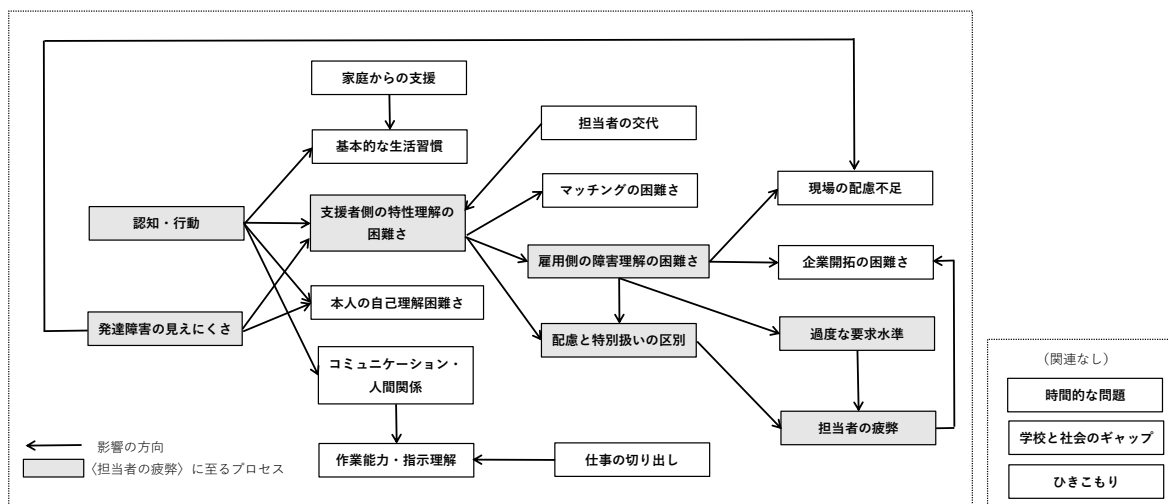 家庭からの支援
基本的な生活習慣
担当者の交代
マッチングの困難さ
現場の配慮不足
認知・行動
支援者側の特性理解の
困難さ
雇用側の障害理解の困難さ
企業開拓の困難さ
本人の自己理解困難さ
発達障害の見えにくさ
配慮と特別扱いの区別
過度な要求水準
コミュニケーション・
人間関係
担当者の疲弊
作業能力・指示理解
仕事の切り出し
影響の方向
〈担当者の疲弊〉に至るプロセス
（関連なし）
時間的な問題
学校と社会のギャップ
ひきこもり